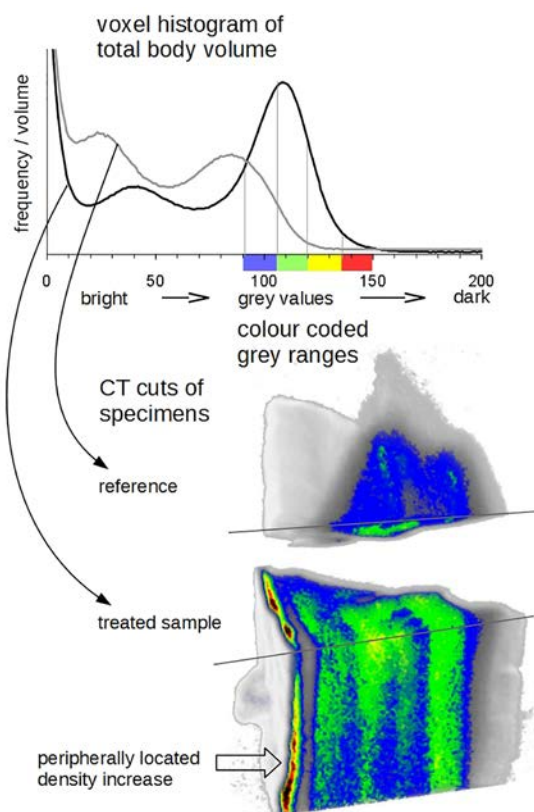 voxel histogram of
total body volume
frequency / volume
0 50 100 150 200
bright grey values dark
colour coded
grey ranges
CT cuts of
specimens
reference
treated sample
peripherally located
density increase